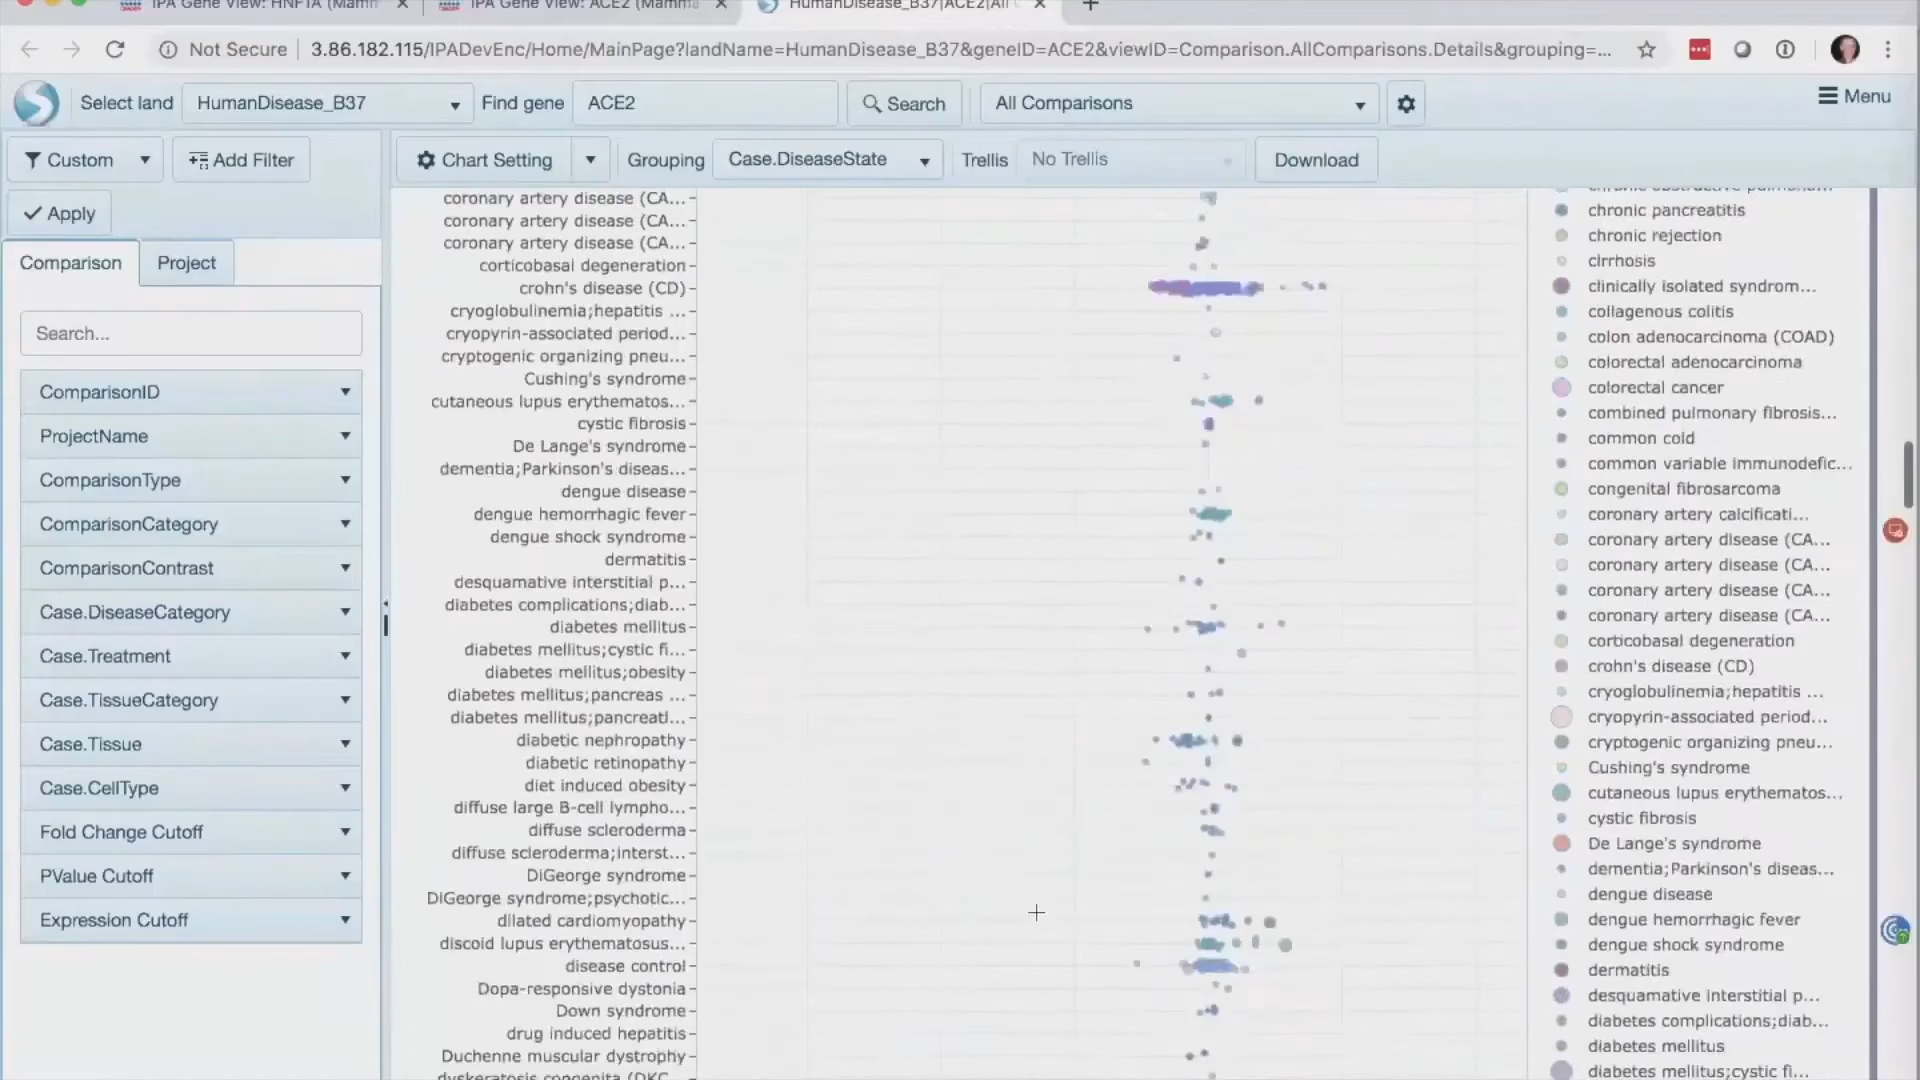 IPA Gene View: HNF1A (Mamm
IPA Gene View: ACE2 (Mamma
HumanDisease_B37|ACE2|All
Not Secure
3.86.182.115/IPADevEnc/Home/MainPage?landName=HumanDisease_B37&geneID=ACE2&viewID=Comparison.AllComparisons.Details&grouping=...
Select land
HumanDisease_B37
Find gene
ACE2
Search
All Comparisons
Menu
Custom
Add Filter
Chart Setting
Grouping
Case.DiseaseState
Trellis
No Trellis
Download
Apply
Comparison
Project
Search...
ComparisonID
ProjectName
ComparisonType
ComparisonCategory
ComparisonContrast
Case.DiseaseCategory
Case.Treatment
Case.TissueCategory
Case.Tissue
Case.CellType
Fold Change Cutoff
PValue Cutoff
Expression Cutoff
coronary artery disease (CA...
coronary artery disease (CA...
coronary artery disease (CA...
corticobasal degeneration
crohn's disease (CD)
cryoglobulinemia;hepatitis ...
cryopyrin-associated period...
cryptogenic organizing pneu...
Cushing's syndrome
cutaneous lupus erythematos...
cystic fibrosis
De Lange's syndrome
dementia;Parkinson's diseas...
dengue disease
dengue hemorrhagic fever
dengue shock syndrome
dermatitis
desquamative interstitial p...
diabetes complications;diab...
diabetes mellitus
diabetes mellitus;cystic fi...
diabetes mellitus;obesity
diabetes mellitus;pancreas ...
diabetes mellitus;pancreati...
diabetic nephropathy
diabetic retinopathy
diet induced obesity
diffuse large B-cell lympho...
diffuse scleroderma
diffuse scleroderma;interst...
DiGeorge syndrome
DiGeorge syndrome;psychotic...
dilated cardiomyopathy
discoid lupus erythematosus...
disease control
Dopa-responsive dystonia
Down syndrome
drug induced hepatitis
Duchenne muscular dystrophy
dyskeratosis congenita (DKC...
chronic obstructive pulmona...
chronic pancreatitis
chronic rejection
cirrhosis
clinically isolated syndrom...
collagenous colitis
colon adenocarcinoma (COAD)
colorectal adenocarcinoma
colorectal cancer
combined pulmonary fibrosis...
common cold
common variable immunodefic...
congenital fibrosarcoma
coronary artery calcificati...
coronary artery disease (CA...
coronary artery disease (CA...
coronary artery disease (CA...
coronary artery disease (CA...
corticobasal degeneration
crohn's disease (CD)
cryoglobulinemia;hepatitis ...
cryopyrin-associated period...
cryptogenic organizing pneu...
Cushing's syndrome
cutaneous lupus erythematos...
cystic fibrosis
De Lange's syndrome
dementia;Parkinson's diseas...
dengue disease
dengue hemorrhagic fever
dengue shock syndrome
dermatitis
desquamative interstitial p...
diabetes complications;diab...
diabetes mellitus
diabetes mellitus;cystic fi...